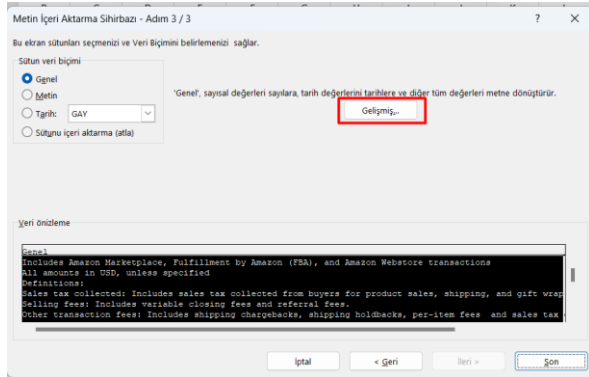 Metin İçeri Aktarma Sihirbazı - Adım 3 / 3
?
Bu ekran sütunları seçmenizi ve Veri Biçimini belirlemenizi sağlar.
Sütun veri biçimi
Genel
Metin
Tarih: GAY
Sütunu içeri aktarma (atla)
'Genel', sayısal değerleri sayılara, tarih değerlerini tarihlere ve diğer tüm değerleri metne dönüştürür.
Gelişmiş...
Veri önizleme
Genel
Includes Amazon Marketplace, Fulfillment by Amazon (FBA), and Amazon Webstore transactions
All amounts in USD, unless specified
Definitions:
Sales tax collected: Includes sales tax collected from buyers for product sales, shipping, and gift wrap
Selling fees: Includes variable closing fees and referral fees.
Other transaction fees: Includes shipping chargebacks, shipping holdbacks, per-item fees and sales tax
İptal
< Geri
İleri >
Son